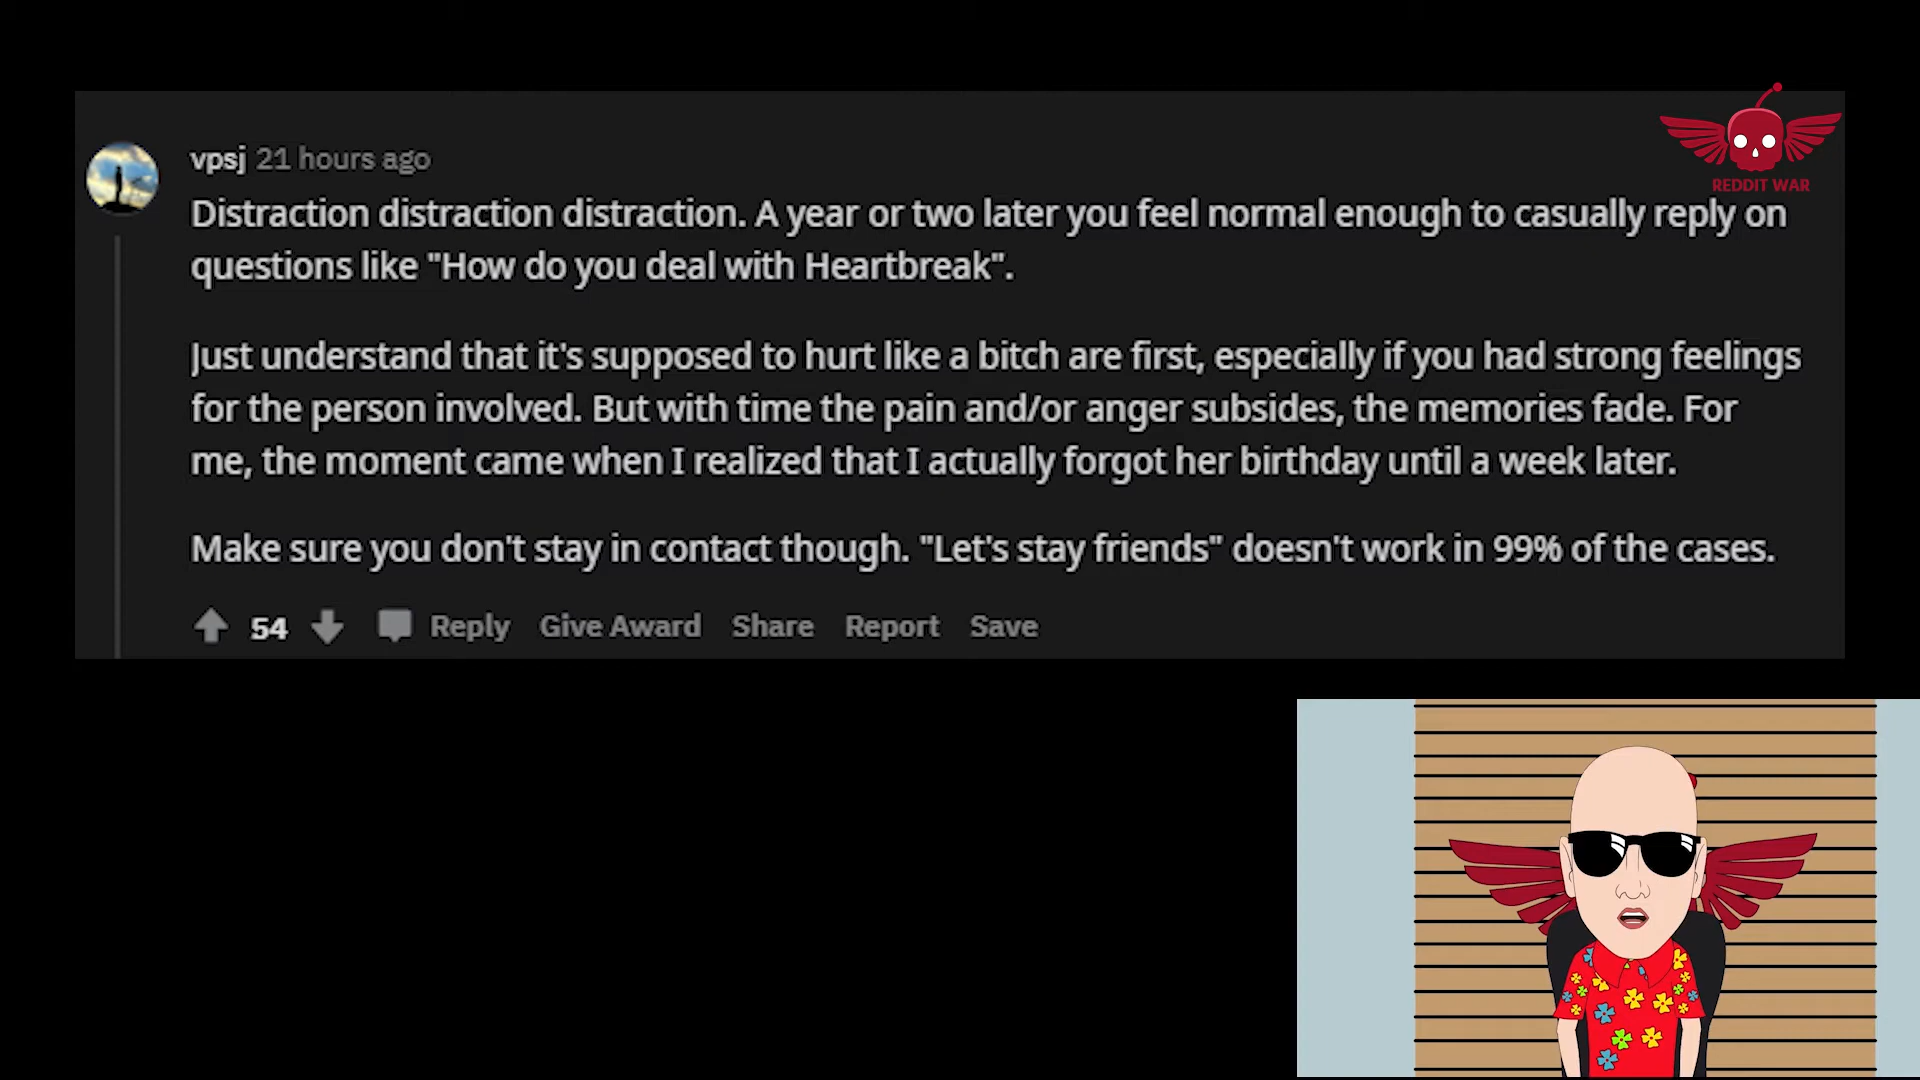 REDDIT WAR
vpsj 21 hours ago
Distraction distraction distraction. A year or two later you feel normal enough to casually reply on
questions like "How do you deal with Heartbreak".
Just understand that it's supposed to hurt like a bitch are first, especially if you had strong feelings
for the person involved. But with time the pain and/or anger subsides, the memories fade. For
me, the moment came when I realized that I actually forgot her birthday until a week later.
Make sure you don't stay in contact though. "Let's stay friends" doesn't work in 99% of the cases.
54 Reply Give Award Share Report Save